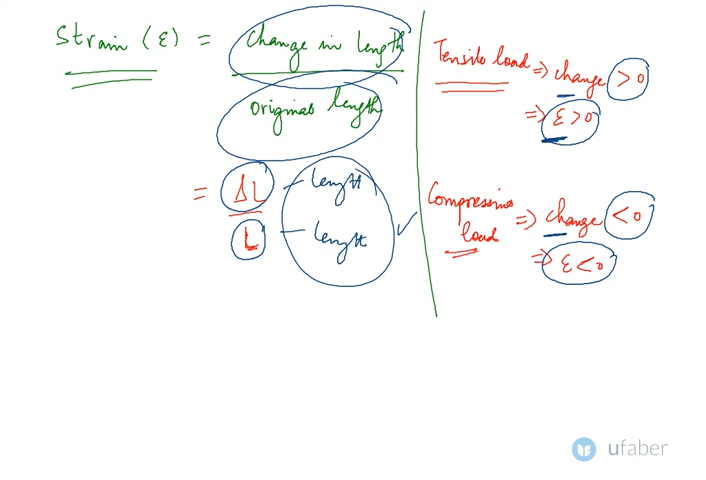 Strain (ε) = change in length
original length
= ΔL – length
L – length
Tensile load => change > 0
=> ε > 0
Compressive load => change < 0
=> ε < 0
ufaber